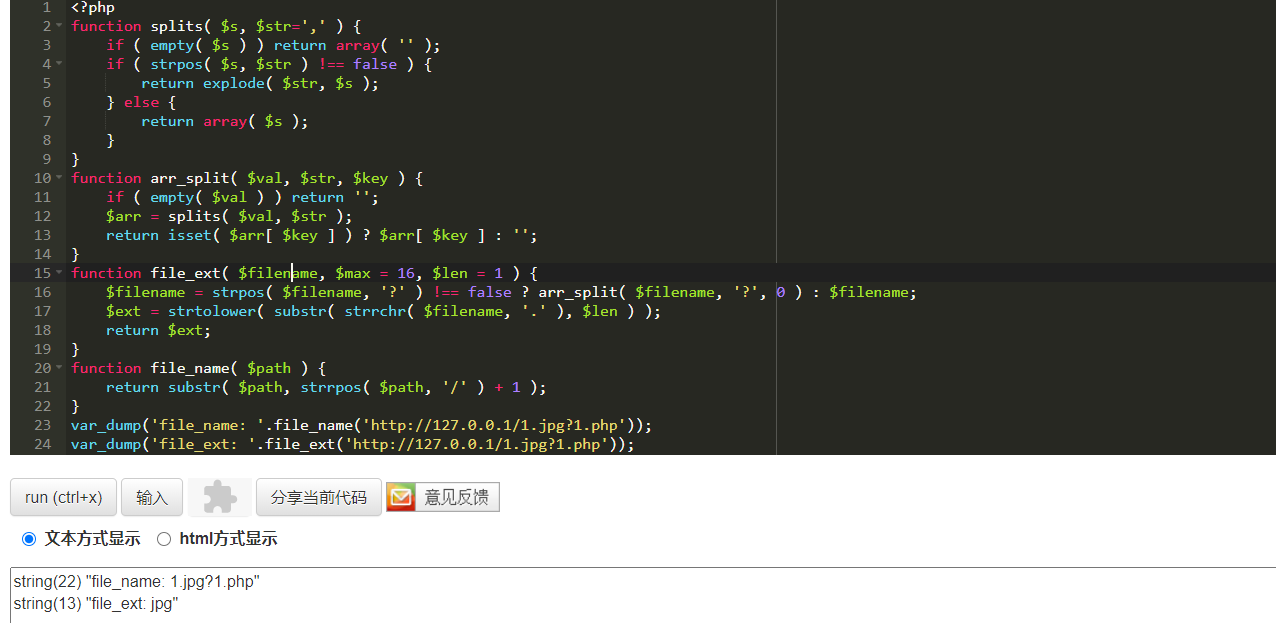 1 <?php
2 function splits( $s, $str=',' ) {
3 if ( empty( $s ) ) return array( '' );
4 if ( strpos( $s, $str ) !== false ) {
5 return explode( $str, $s );
6 } else {
7 return array( $s );
8 }
9 }
10 function arr_split( $val, $str, $key ) {
11 if ( empty( $val ) ) return '';
12 $arr = splits( $val, $str );
13 return isset( $arr[ $key ] ) ? $arr[ $key ] : '';
14 }
15 function file_ext( $filename, $max = 16, $len = 1 ) {
16 $filename = strpos( $filename, '?' ) !== false ? arr_split( $filename, '?', 0 ) : $filename;
17 $ext = strtolower( substr( strrchr( $filename, '.' ), $len ) );
18 return $ext;
19 }
20 function file_name( $path ) {
21 return substr( $path, strrpos( $path, '/' ) + 1 );
22 }
23 var_dump('file_name: '.file_name('http://127.0.0.1/1.jpg?1.php'));
24 var_dump('file_ext: '.file_ext('http://127.0.0.1/1.jpg?1.php'));
run (ctrl+x) 输入 分享当前代码 意见反馈
文本方式显示 html方式显示
string(22) "file_name: 1.jpg?1.php"
string(13) "file_ext: jpg"